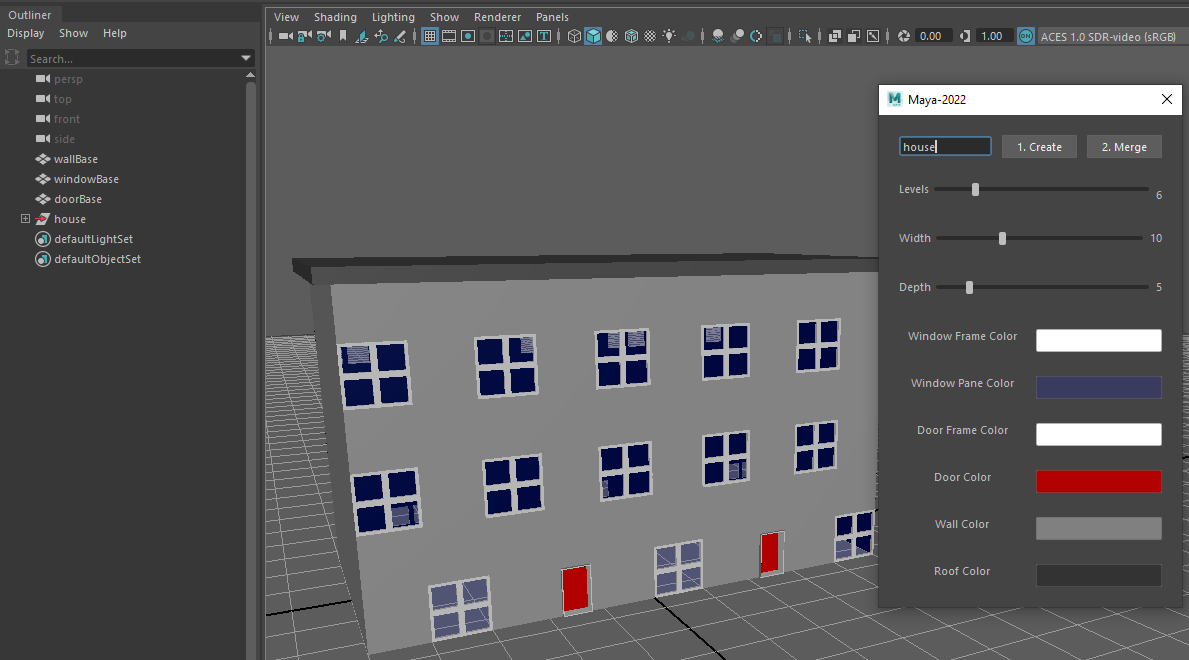 Outliner
Display Show Help
Search...
persp
top
front
side
wallBase
windowBase
doorBase
house
defaultLightSet
defaultObjectSet
View Shading Lighting Show Renderer Panels
0.00 1.00 ON ACES 1.0 SDR-video (sRGB)
Maya-2022
house 1. Create 2. Merge
Levels 6
Width 10
Depth 5
Window Frame Color
Window Pane Color
Door Frame Color
Door Color
Wall Color
Roof Color